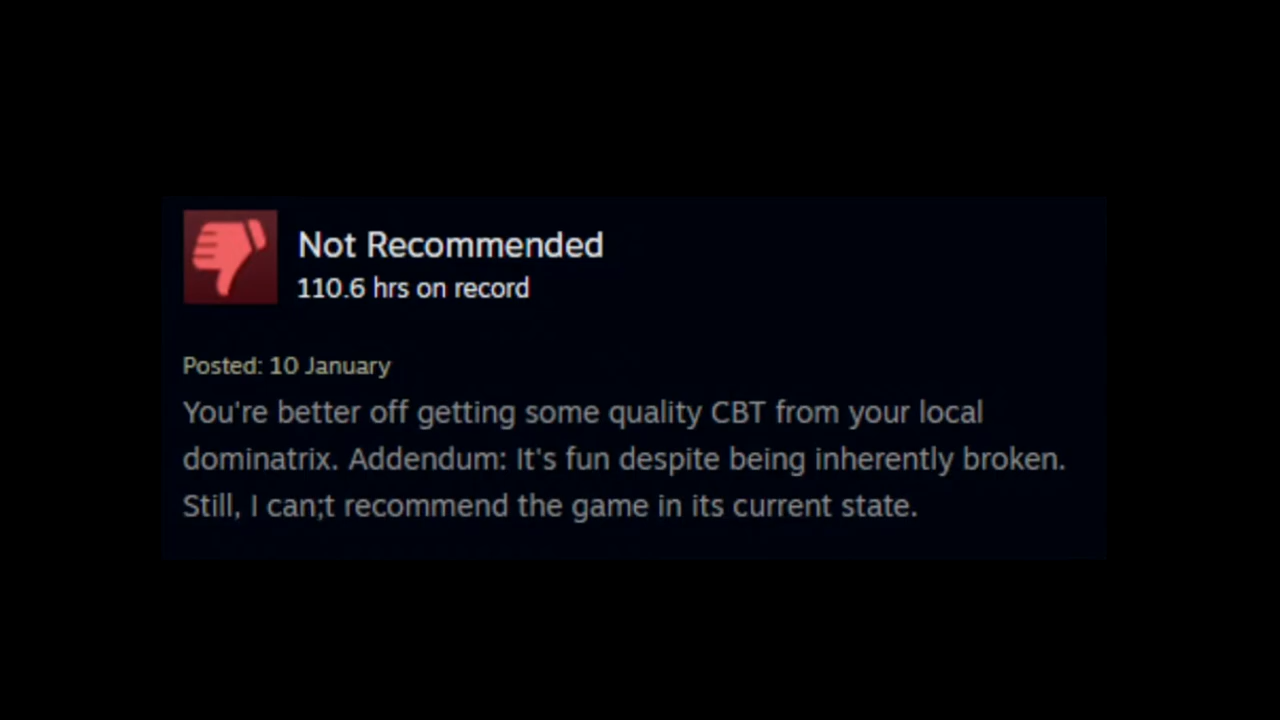 Not Recommended
110.6 hrs on record
Posted: 10 January
You're better off getting some quality CBT from your local
dominatrix. Addendum: It's fun despite being inherently broken.
Still, I can;t recommend the game in its current state.